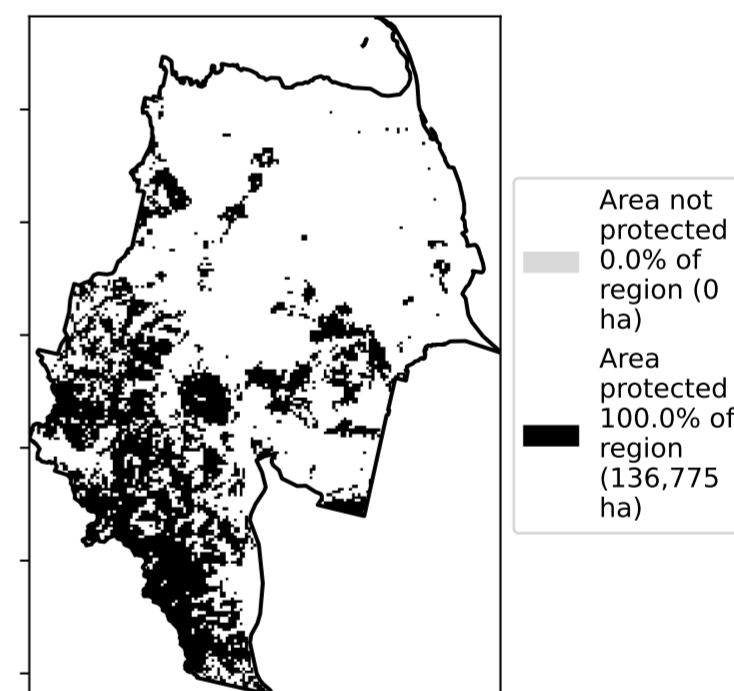 Area not
protected
0.0% of
region (0
ha)
Area
protected
100.0% of
region
(136,775
ha)